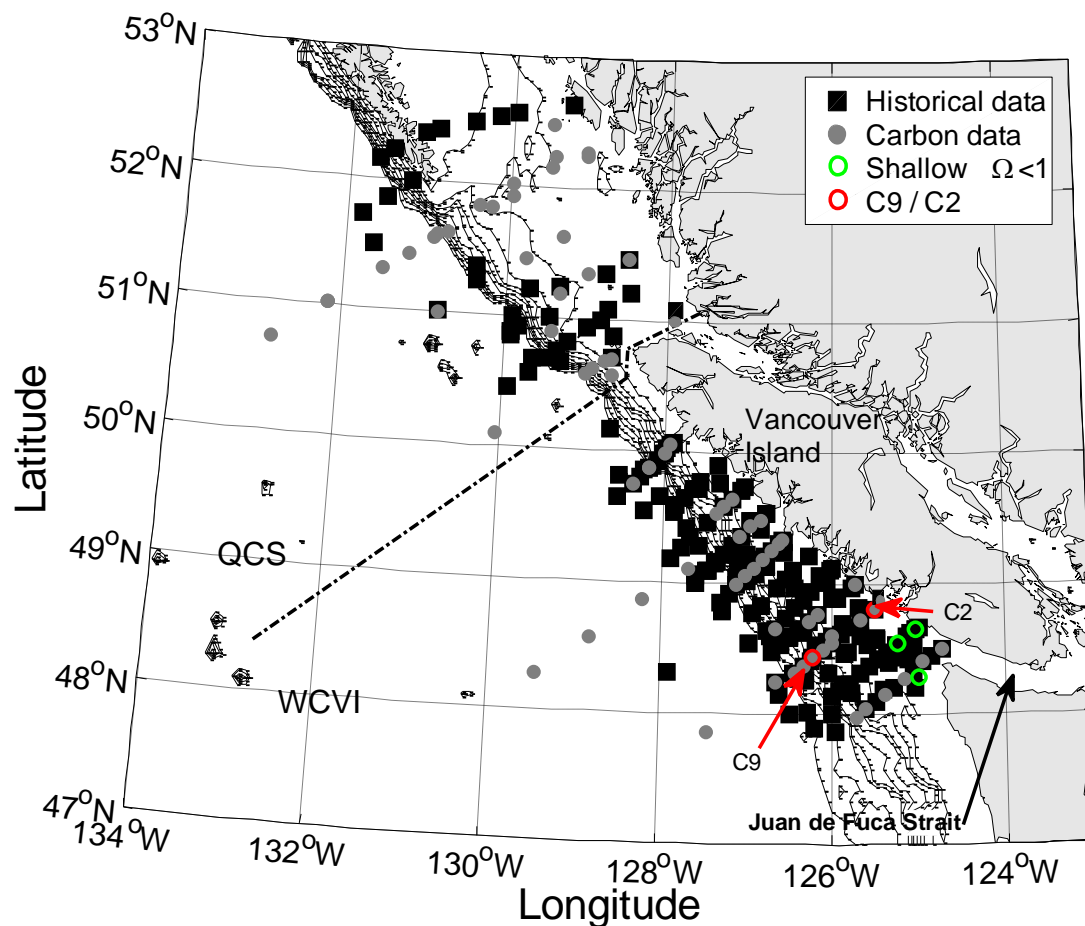 53°N
52°N
51°N
50°N
49°N
48°N
47°N
Latitude
Historical data
Carbon data
Shallow Ω<1
C9 / C2
Vancouver
Island
QCS
WCVI
C2
C9
Juan de Fuca Strait
134°W
132°W
130°W
128°W
126°W
124°W
Longitude